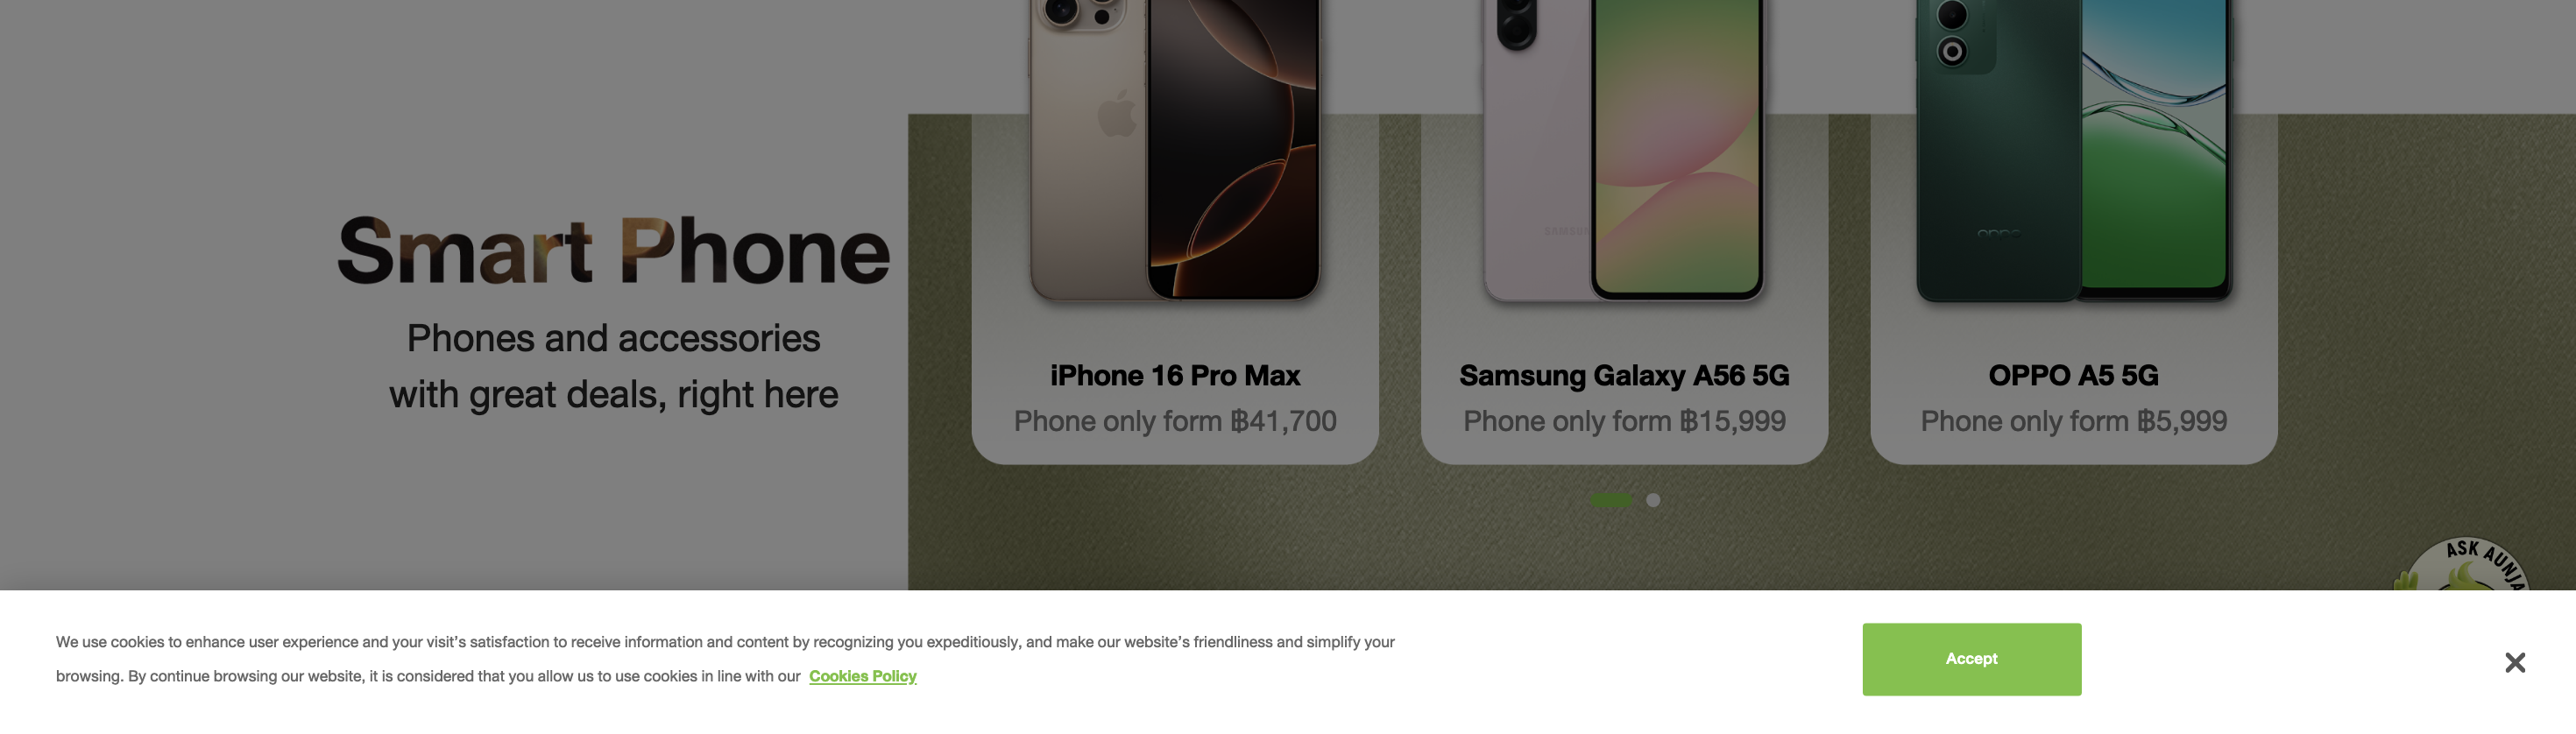 Smart Phone
Phones and accessories
with great deals, right here
SAMSUNG
oppo
iPhone 16 Pro Max
Phone only form ฿41,700
Samsung Galaxy A56 5G
Phone only form ฿15,999
OPPO A5 5G
Phone only form ฿5,999
ASK AUNJA
We use cookies to enhance user experience and your visit's satisfaction to receive information and content by recognizing you expeditiously, and make our website's friendliness and simplify your
browsing. By continue browsing our website, it is considered that you allow us to use cookies in line with our Cookies Policy
Accept